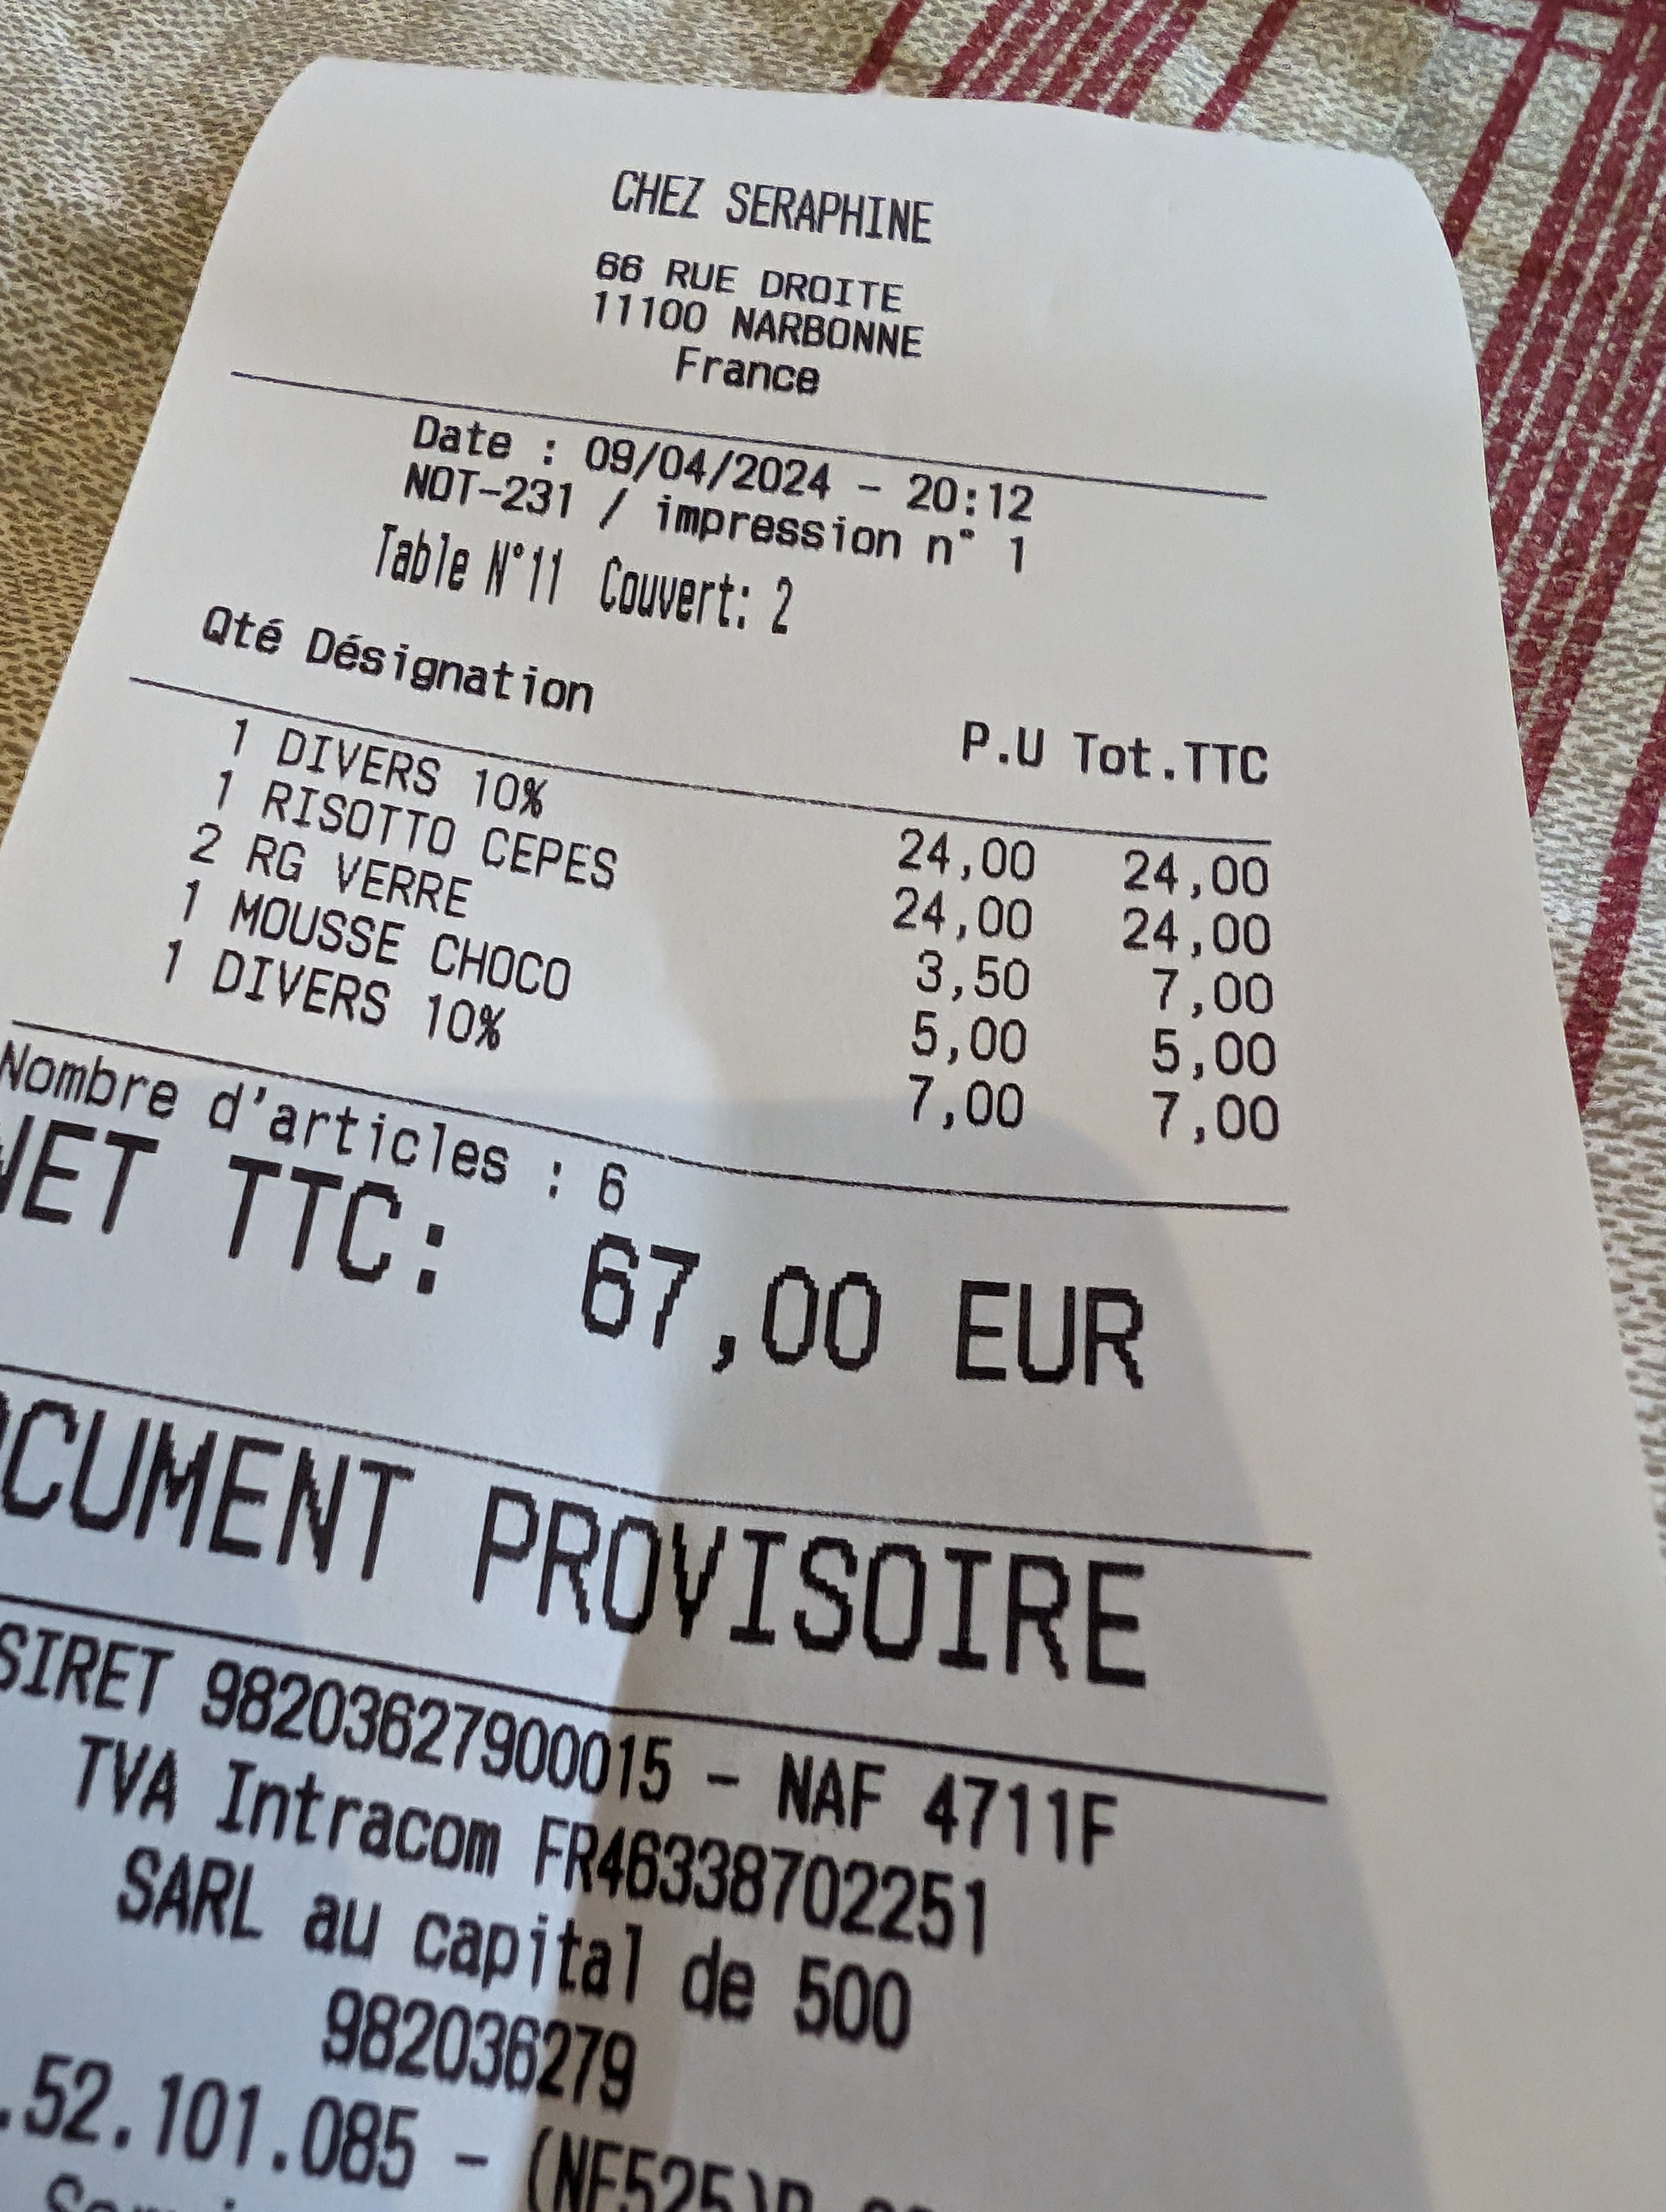 CHEZ SERAPHINE
66 RUE DROITE
11100 NARBONNE
France
Date : 09/04/2024 - 20:12
NOT-231 / impression n° 1
Table N°11 Couvert: 2
Qté Désignation P.U Tot.TTC
1 DIVERS 10% 24,00 24,00
1 RISOTTO CEPES 24,00 24,00
2 RG VERRE 3,50 7,00
1 MOUSSE CHOCO 5,00 5,00
1 DIVERS 10% 7,00 7,00
Nombre d'articles : 6
NET TTC: 67,00 EUR
OCUMENT PROVISOIRE
SIRET 98203627900015 - NAF 4711F
TVA Intracom FR46338702251
SARL au capital de 500
982036279
.52.101.085 - (NF525)B